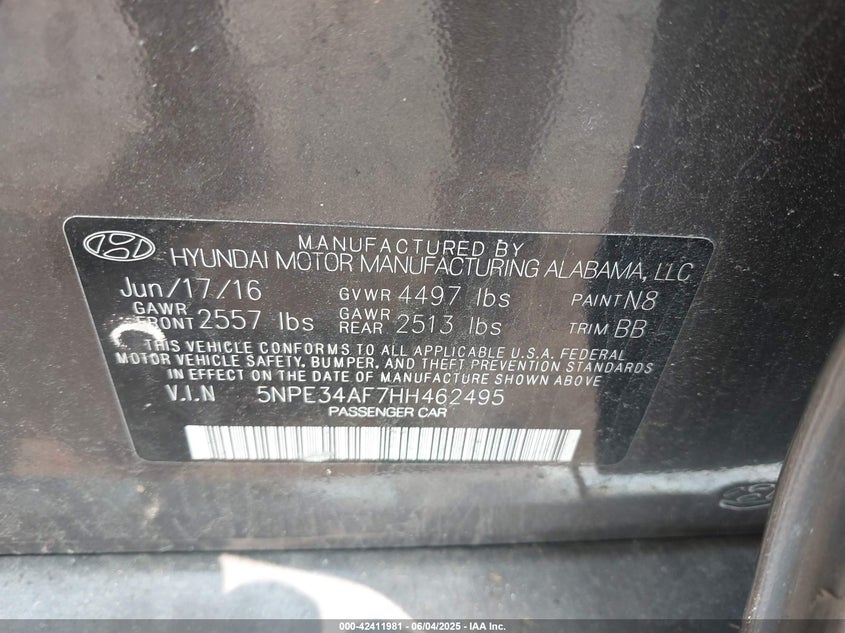 MANUFACTURED BY
HYUNDAI MOTOR MANUFACTURING ALABAMA, LLC
Jun/17/16 GVWR 4497 lbs PAINT N8
GAWR FRONT 2557 lbs GAWR REAR 2513 lbs TRIM BB
THIS VEHICLE CONFORMS TO ALL APPLICABLE U.S.A. FEDERAL
MOTOR VEHICLE SAFETY, BUMPER, AND THEFT PREVENTION STANDARDS
IN EFFECT ON THE DATE OF MANUFACTURE SHOWN ABOVE
V.I.N 5NPE34AF7HH462495
PASSENGER CAR
000-42411981 | 06/04/2025 - IAA Inc.